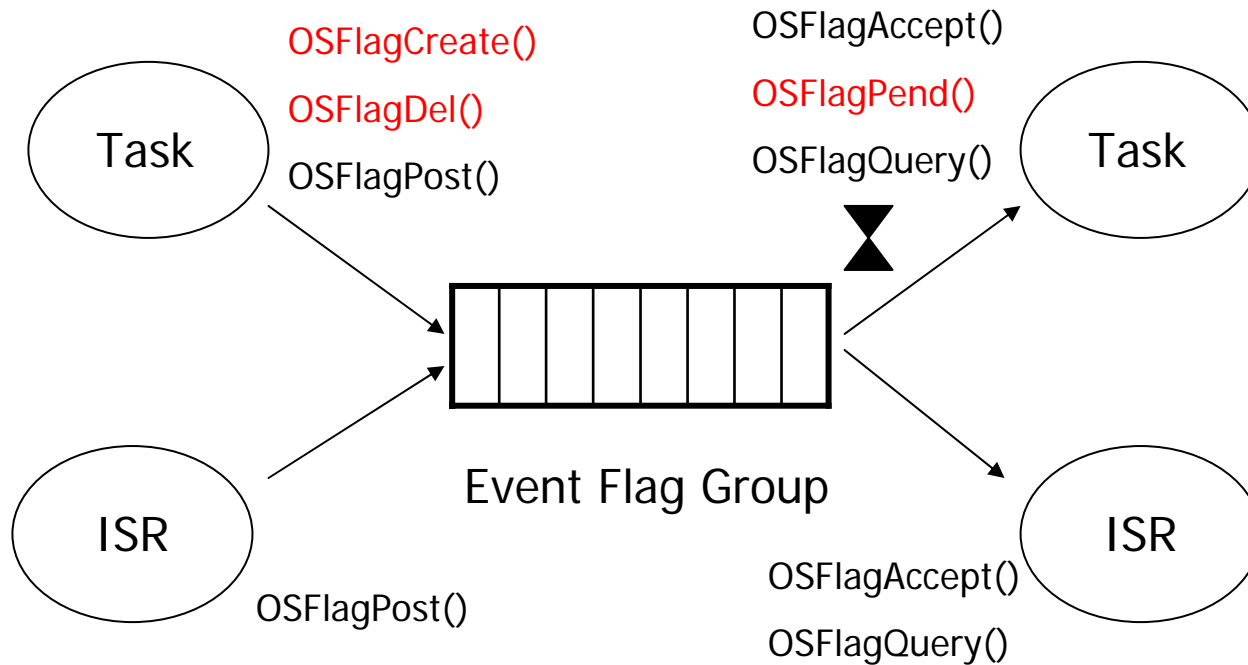 OSFlagCreate()
OSFlagDel()
OSFlagPost()
Task
OSFlagAccept()
OSFlagPend()
OSFlagQuery()
Task
Event Flag Group
ISR
OSFlagPost()
ISR
OSFlagAccept()
OSFlagQuery()